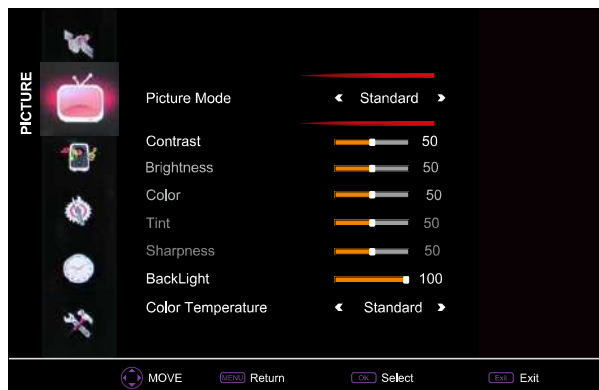 PICTURE
Picture Mode Standard
Contrast 50
Brightness 50
Color 50
Tint 50
Sharpness 50
BackLight 100
Color Temperature Standard
MOVE MENU Return OK Select Exit Exit